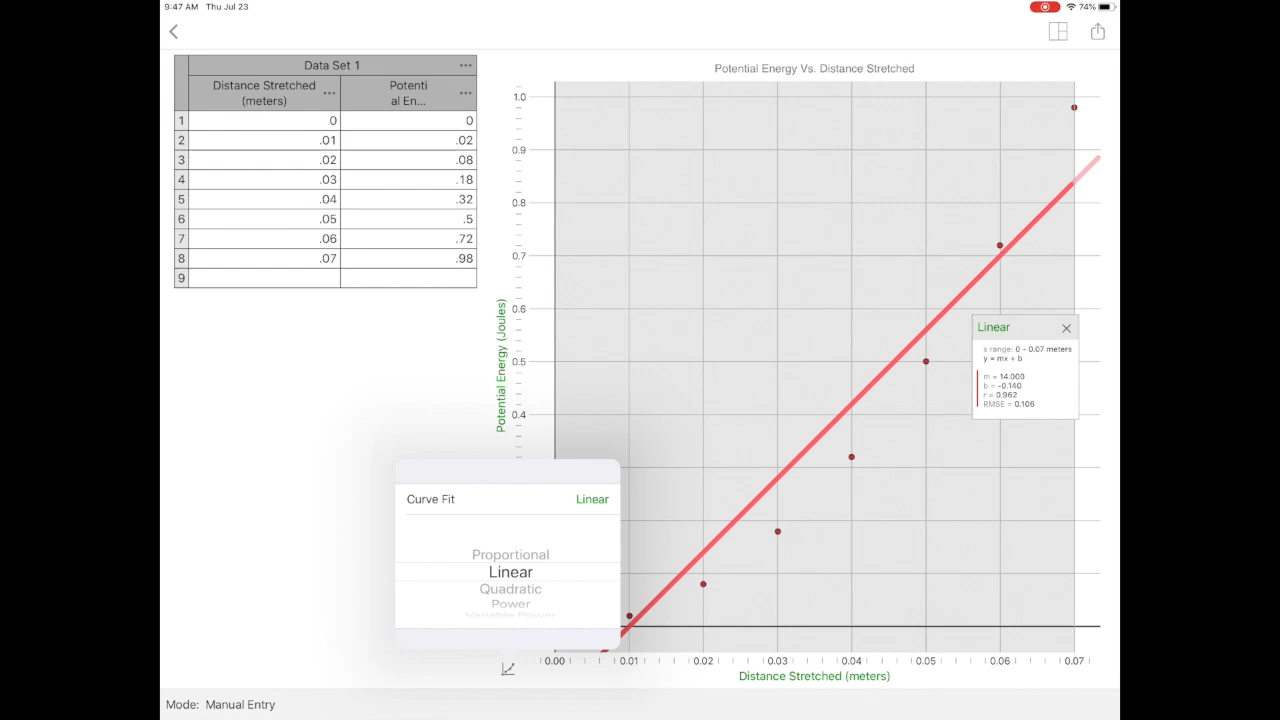 9:47 AM Thu Jul 23
74%
Data Set 1
Distance Stretched (meters)
Potenti al En...
1 0 0
2 .01 .02
3 .02 .08
4 .03 .18
5 .04 .32
6 .05 .5
7 .06 .72
8 .07 .98
9
Potential Energy Vs. Distance Stretched
1.0
0.9
0.8
0.7
0.6
0.5
0.4
Potential Energy (Joules)
Linear
x range: 0 - 0.07 meters
y = mx + b
m = 14.000
b = -0.140
r = 0.962
RMSE = 0.106
Curve Fit Linear
Proportional
Linear
Quadratic
Power
Variable Power
0.00 0.01 0.02 0.03 0.04 0.05 0.06 0.07
Distance Stretched (meters)
Mode: Manual Entry